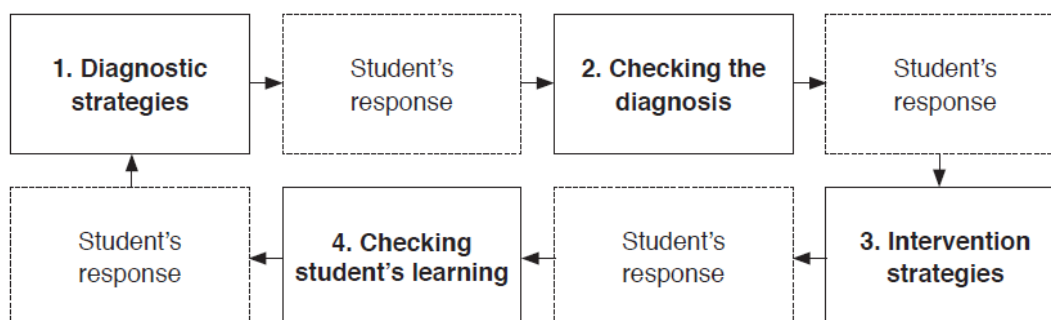 1. Diagnostic
strategies
Student’s
response
2. Checking the
diagnosis
Student’s
response
3. Intervention
strategies
Student’s
response
4. Checking
student’s learning
Student’s
response